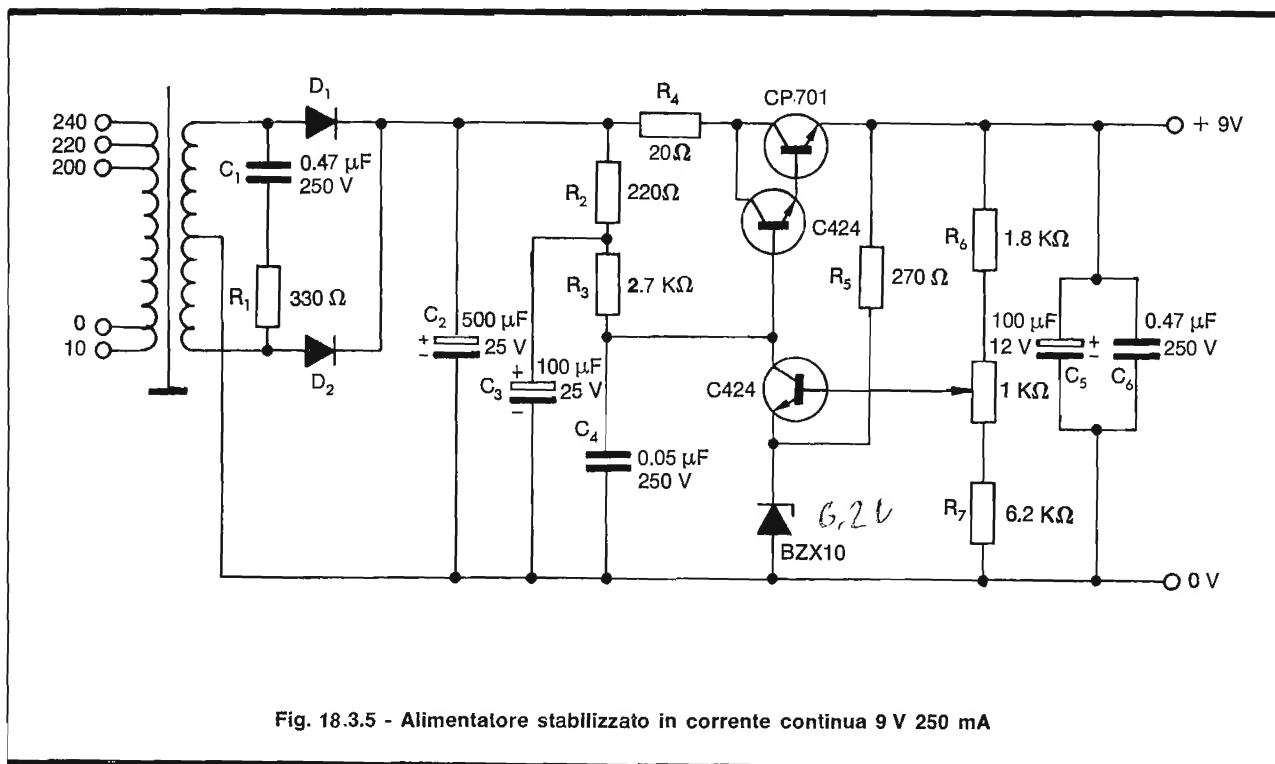 D1
R4
CP.701
240
220
200
C1
0.47 µF
250 V
20Ω
R2
220Ω
C424
R6
1.8 KΩ
R1
330 Ω
R3
2.7 KΩ
R5
270 Ω
0
10
C2
500 µF
25 V
D2
C3
100 µF
25 V
C424
1 KΩ
100 µF
12 V
C5
0.47 µF
250 V
C6
C4
0.05 µF
250 V
6,2V
BZX10
R7
6.2 KΩ
+ 9V
0 V
+
−
+
−
+
−
Fig. 18.3.5 - Alimentatore stabilizzato in corrente continua 9 V 250 mA